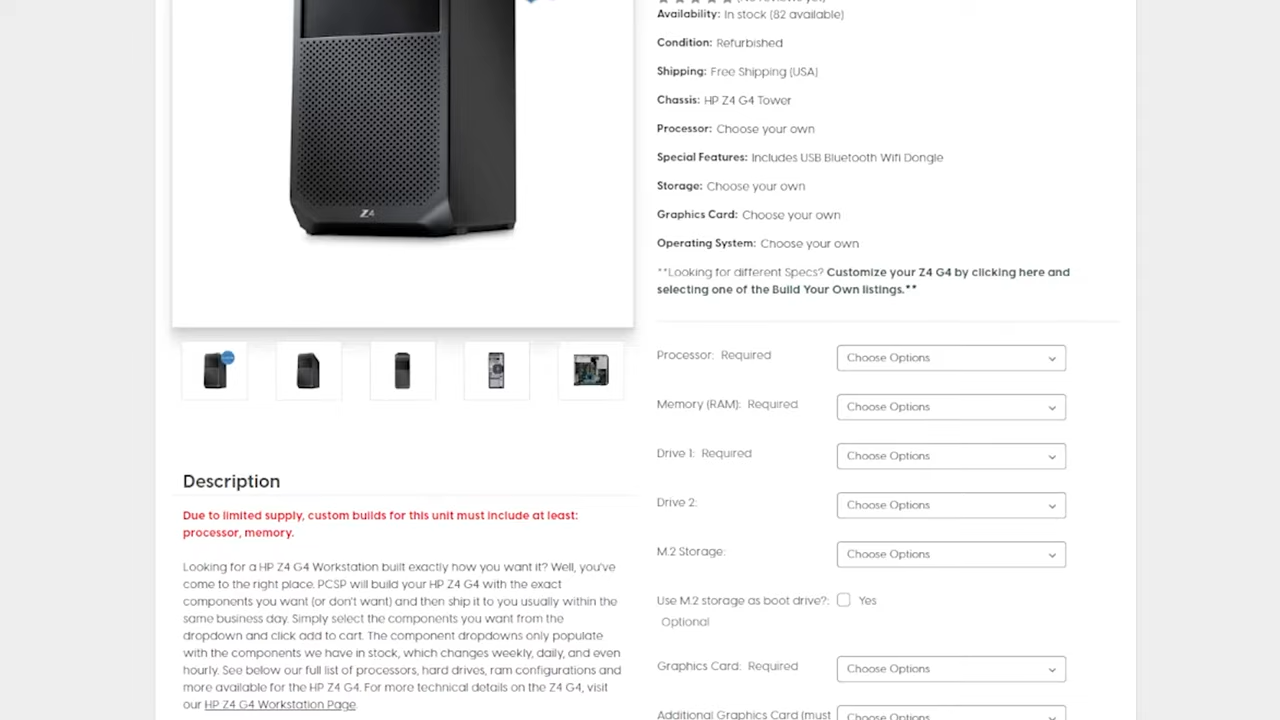 Availability: In stock (82 available)
Condition: Refurbished
Shipping: Free Shipping (USA)
Chassis: HP Z4 G4 Tower
Processor: Choose your own
Special Features: Includes USB Bluetooth Wifi Dongle
Storage: Choose your own
Graphics Card: Choose your own
Operating System: Choose your own
**Looking for different Specs? Customize your Z4 G4 by clicking here and
selecting one of the Build Your Own listings.**
Z4
Processor: Required Choose Options
Memory (RAM): Required Choose Options
Drive 1: Required Choose Options
Drive 2: Choose Options
M.2 Storage: Choose Options
Use M.2 storage as boot drive?: Yes
Optional
Graphics Card: Required Choose Options
Additional Graphics Card (must Choose Options
Description
Due to limited supply, custom builds for this unit must include at least:
processor, memory.
Looking for a HP Z4 G4 Workstation built exactly how you want it? Well, you've
come to the right place. PCSP will build your HP Z4 G4 with the exact
components you want (or don't want) and then ship it to you usually within the
same business day. Simply select the components you want from the
dropdown and click add to cart. The component dropdowns only populate
with the components we have in stock, which changes weekly, daily, and even
hourly. See below our full list of processors, hard drives, ram configurations and
more available for the HP Z4 G4. For more technical details on the Z4 G4, visit
our HP Z4 G4 Workstation Page.